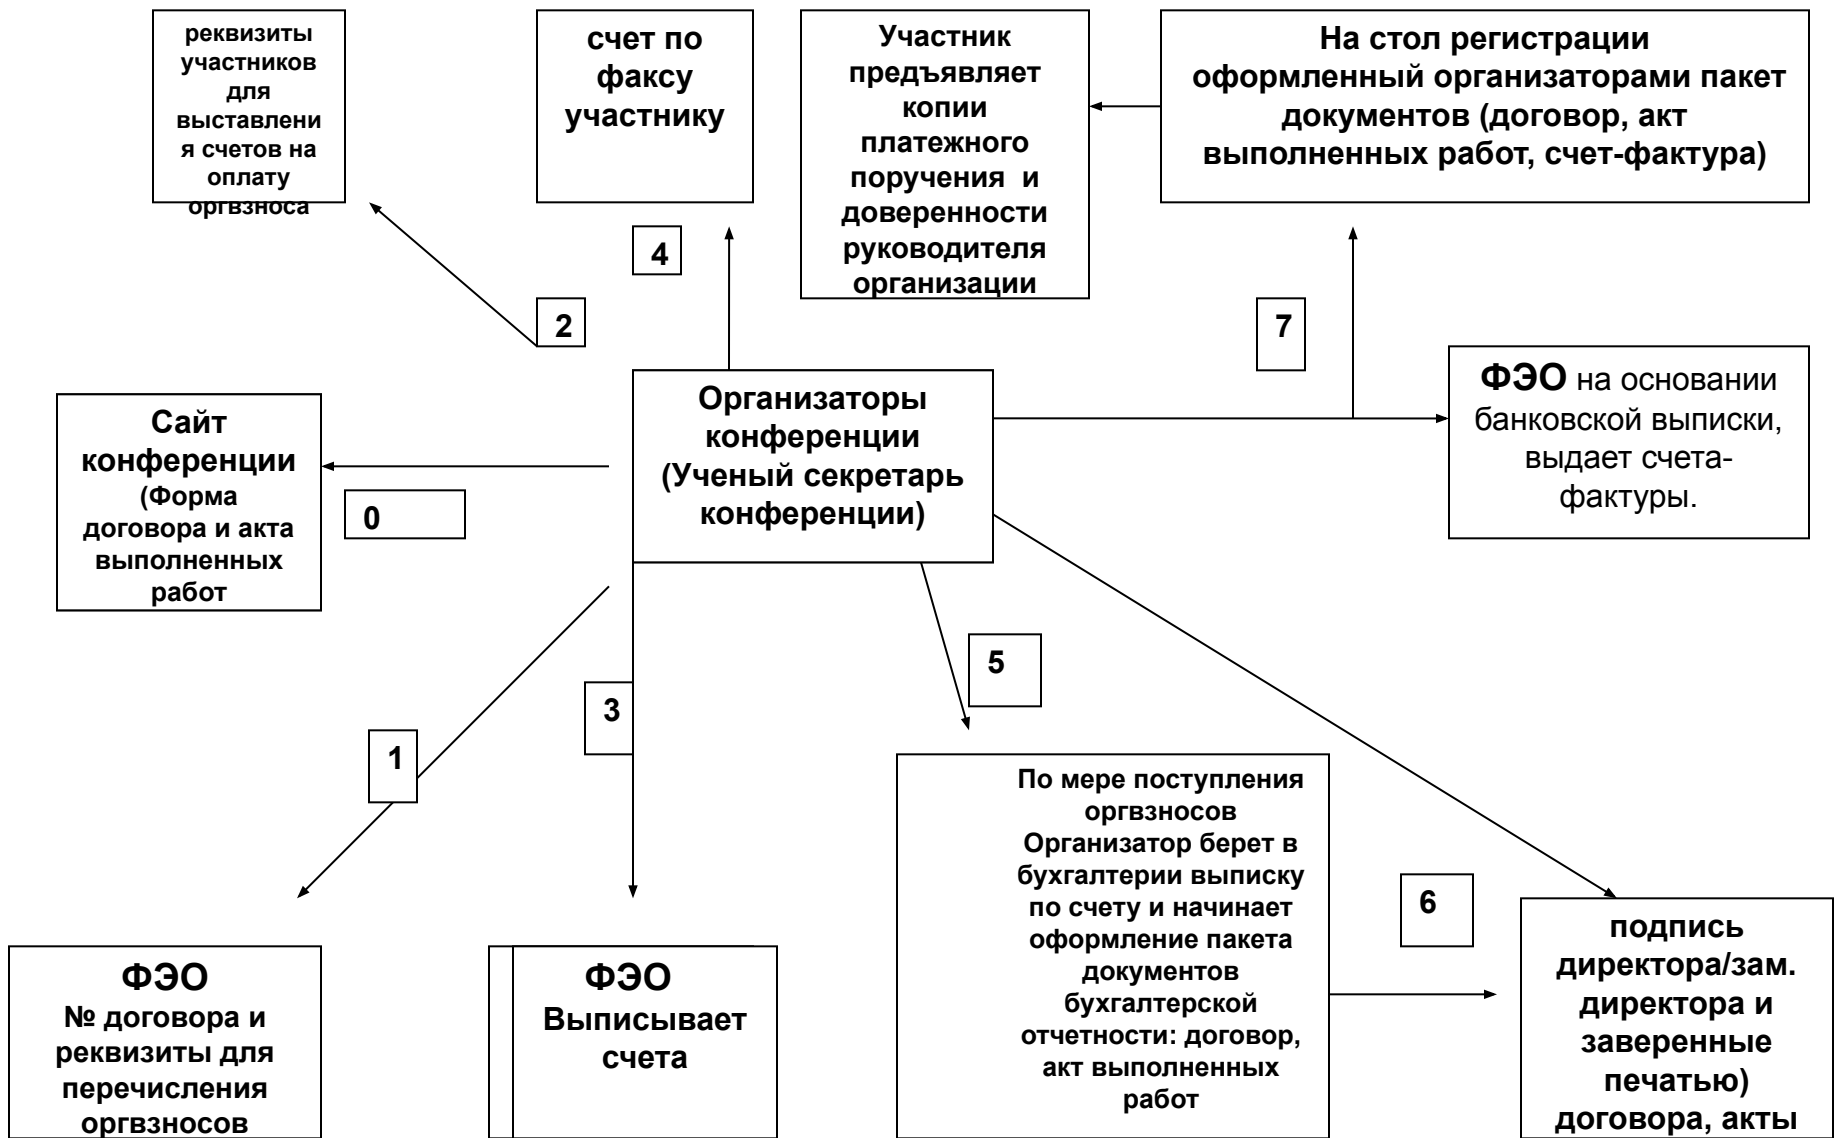 реквизиты
участников
для
выставлени
я счетов на
оплату
оргвзноса
счет по
факсу
участнику
Участник
предъявляет
копии
платежного
поручения и
доверенности
руководителя
организации
На стол регистрации
оформленный организаторами пакет
документов (договор, акт
выполненных работ, счет-фактура)
4
2
7
Сайт
конференции
(Форма
договора и акта
выполненных
работ
0
Организаторы
конференции
(Ученый секретарь
конференции)
ФЭО на основании
банковской выписки,
выдает счета-
фактуры.
5
3
1
6
ФЭО
№ договора и
реквизиты для
перечисления
оргвзносов
ФЭО
Выписывает
счета
По мере поступления
оргвзносов
Организатор берет в
бухгалтерии выписку
по счету и начинает
оформление пакета
документов
бухгалтерской
отчетности: договор,
акт выполненных
работ
подпись
директора/зам.
директора и
заверенные
печатью)
договора, акты